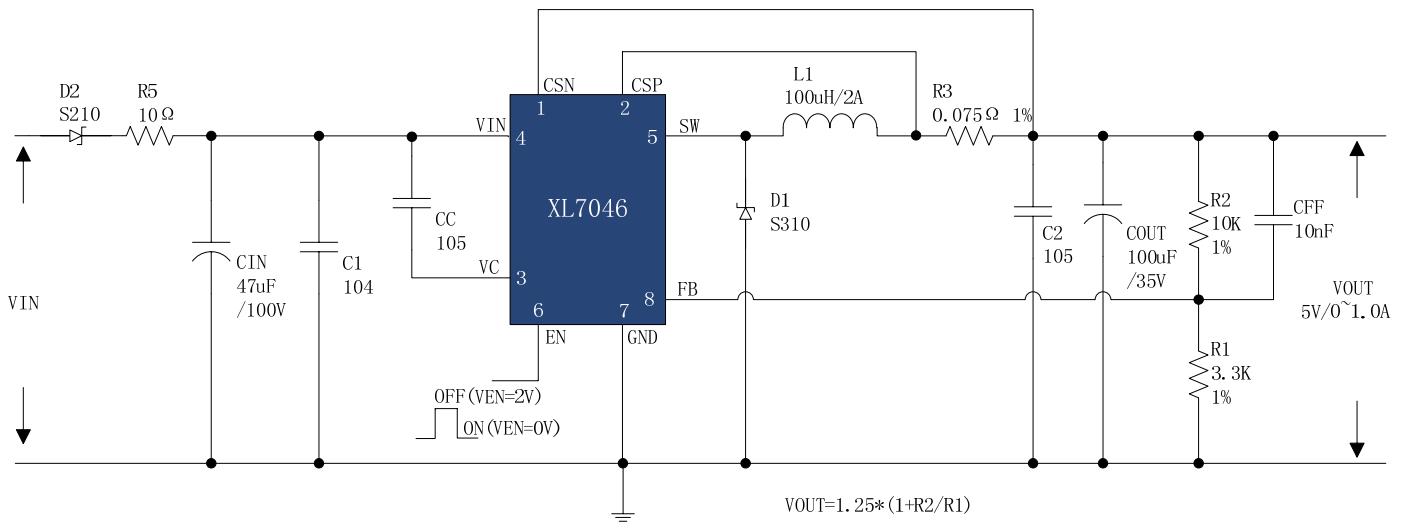 D2
S210
R5
10Ω
VIN
CIN
47uF
/100V
C1
104
CC
105
VIN
VC
CSN
CSP
1
2
4
5
XL7046
3
8
6
7
SW
FB
EN
GND
OFF(VEN=2V)
ON(VEN=0V)
L1
100uH/2A
R3
0.075Ω 1%
D1
S310
C2
105
COUT
100uF
/35V
R2
10K
1%
CFF
10nF
R1
3.3K
1%
VOUT
5V/0~1.0A
VOUT=1.25*(1+R2/R1)